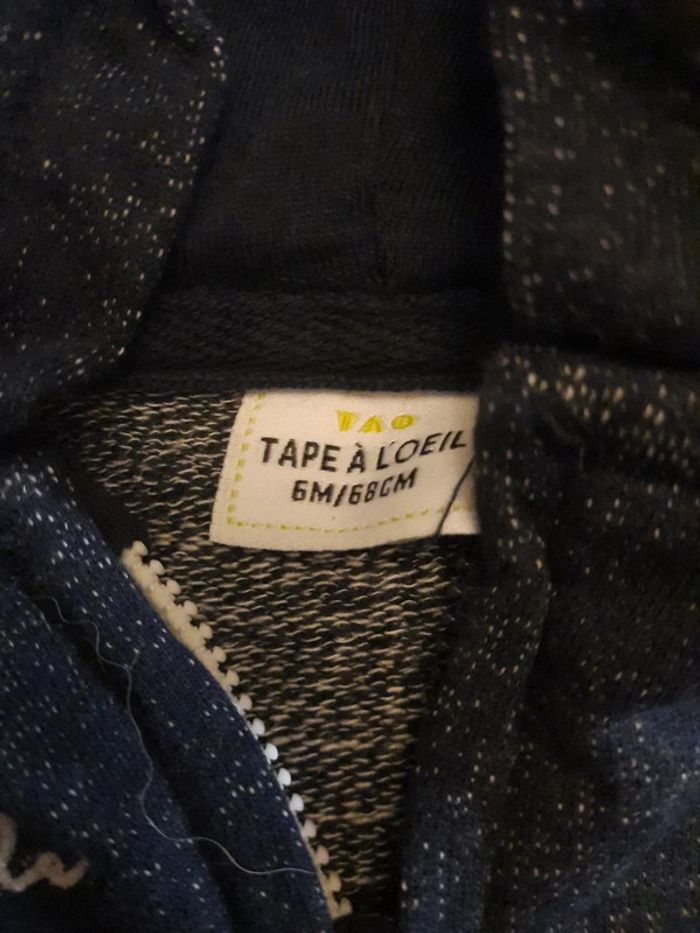 TAO
TAPE À L'OEIL
6M/68CM